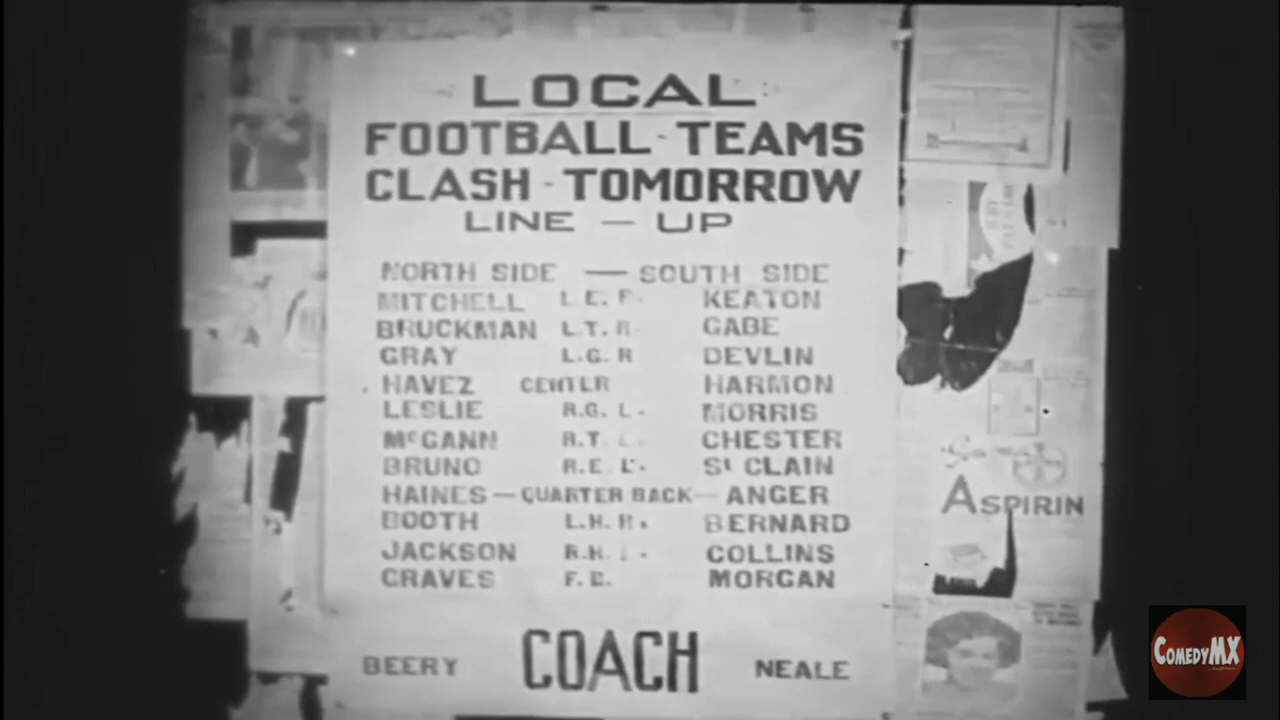 LOCAL
FOOTBALL - TEAMS
CLASH - TOMORROW
LINE — UP
NORTH SIDE — SOUTH SIDE
MITCHELL L.E.R. KEATON
BRUCKMAN L.T.R GABE
GRAY L.G.R DEVLIN
HAVEZ CENTER HARMON
LESLIE R.G.L. MORRIS
McGANN R.T.L. CHESTER
BRUNO R.E.L. St CLAIN
HAINES — QUARTER BACK — ANGER
BOOTH L.H.R. BERNARD
JACKSON R.H. COLLINS
GRAVES F.B. MORGAN
BEERY COACH NEALE
ASPIRIN
COMEDYMX